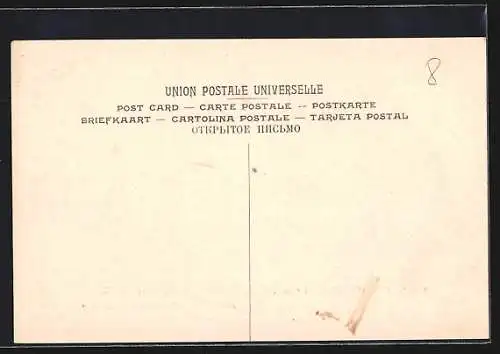 8
UNION POSTALE UNIVERSELLE
POST CARD — CARTE POSTALE -- POSTKARTE
BRIEFKAART — CARTOLINA POSTALE — TARJETA POSTAL
ОТКРЫТОЕ ПИСЬМО